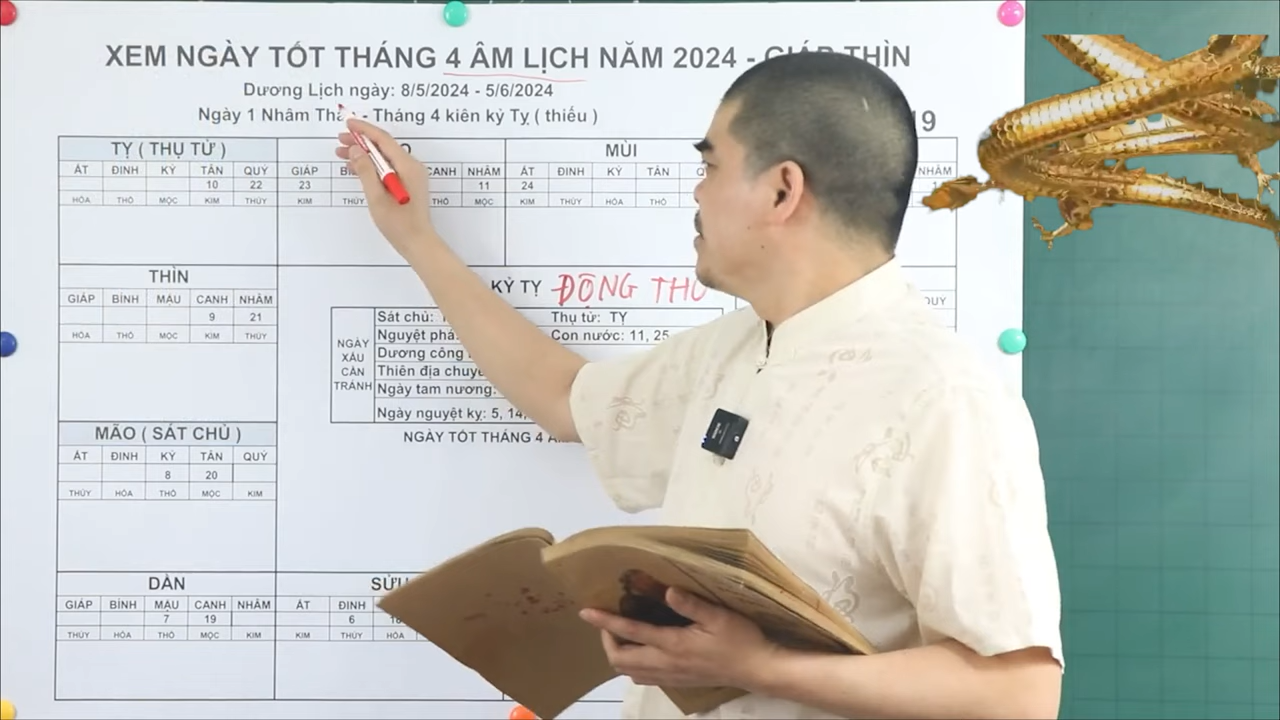 XEM NGÀY TỐT THÁNG 4 ÂM LỊCH NĂM 2024 - GIÁP THÌN
Dương Lịch ngày: 8/5/2024 - 5/6/2024
Ngày 1 Nhâm - Tháng 4 kiên kỷ Tỵ ( thiếu )
19
TỴ ( THỤ TỬ ) MÙI
ẤT ĐINH KỶ TÂN QUÝ GIÁP CANH NHÂM ẤT ĐINH KỶ TÂN NHÂM
10 22 23 11 24
HỎA THỔ MỘC KIM THỦY KIM THỦY THỔ MỘC KIM THỦY HỎA THỔ
THÌN
GIÁP BÍNH MẬU CANH NHÂM
9 21
HỎA THỔ MỘC KIM THỦY
KỶ TỴ ĐỘNG THỔ
NGÀY XẤU CẦN TRÁNH
Sát chủ: Thụ tử: TỴ
Nguyệt phá: Con nước: 11, 25
Dương công
Thiên địa
Ngày tam nương:
Ngày nguyệt kỵ: 5, 14,
NGÀY TỐT THÁNG 4
MÃO ( SÁT CHỦ )
ẤT ĐINH KỶ TÂN QUÝ
8 20
THỦY HỎA THỔ MỘC KIM
DẦN SỬU
GIÁP BÍNH MẬU CANH NHÂM ẤT ĐINH
7 19 6
THỦY HỎA THỔ MỘC KIM KIM THỦY HỎA